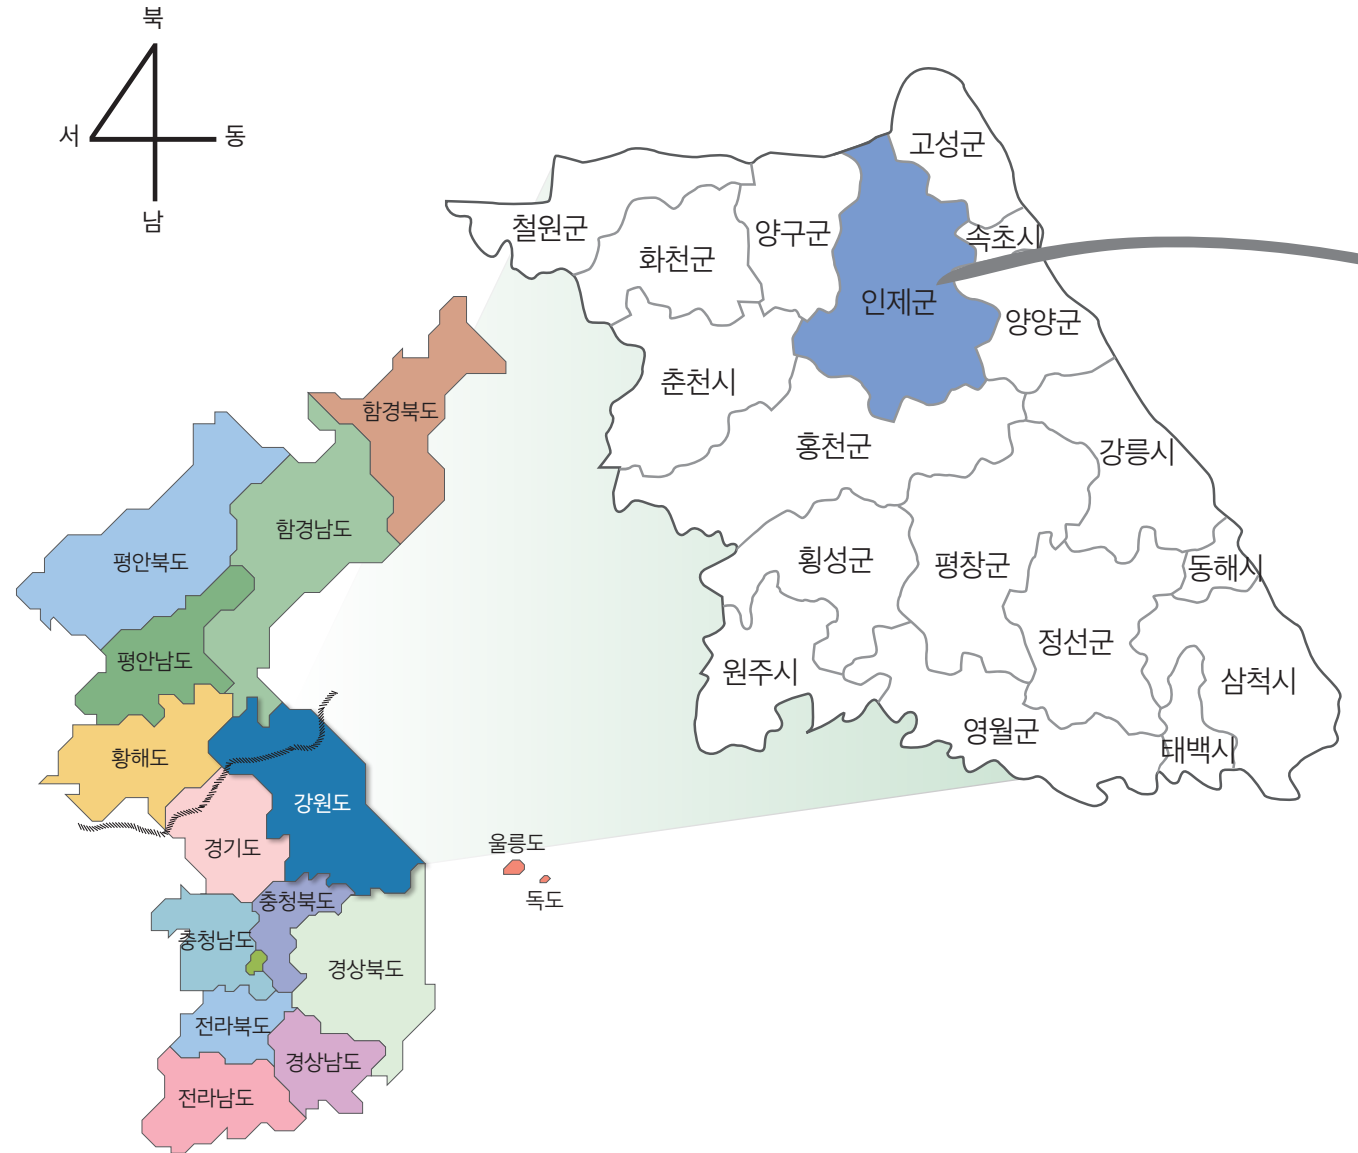 북
서
동
남
고성군
철원군
화천군
양구군
속초시
인제군
양양군
춘천시
홍천군
강릉시
횡성군
평창군
동해시
원주시
정선군
삼척시
영월군
태백시
함경북도
함경남도
평안북도
평안남도
황해도
강원도
경기도
울릉도
독도
충청북도
충청남도
경상북도
전라북도
경상남도
전라남도